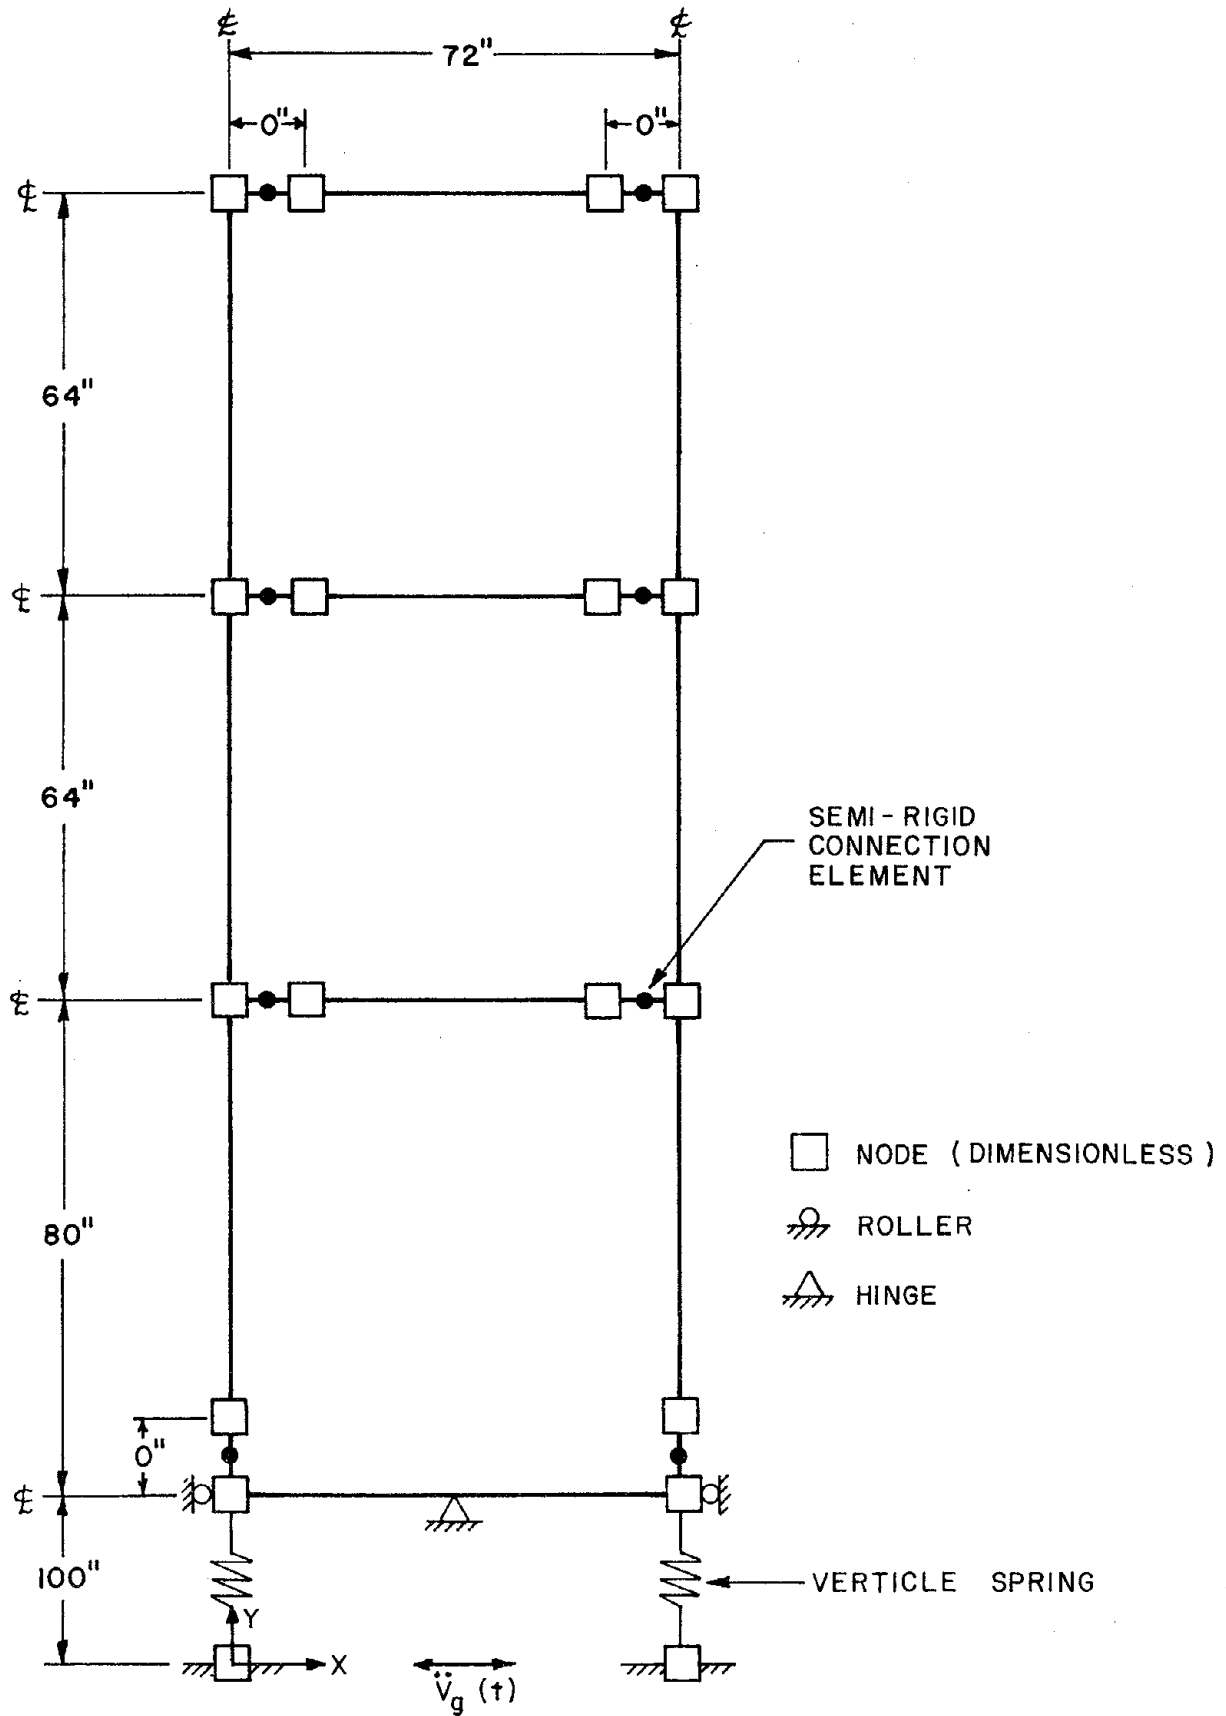 ℄ ℄
72"
0" 0"
℄
64"
℄
64"
SEMI-RIGID
CONNECTION
ELEMENT
℄
NODE (DIMENSIONLESS)
80"
ROLLER
HINGE
0"
℄
100"
VERTICLE SPRING
Y
X
V̈g (t)